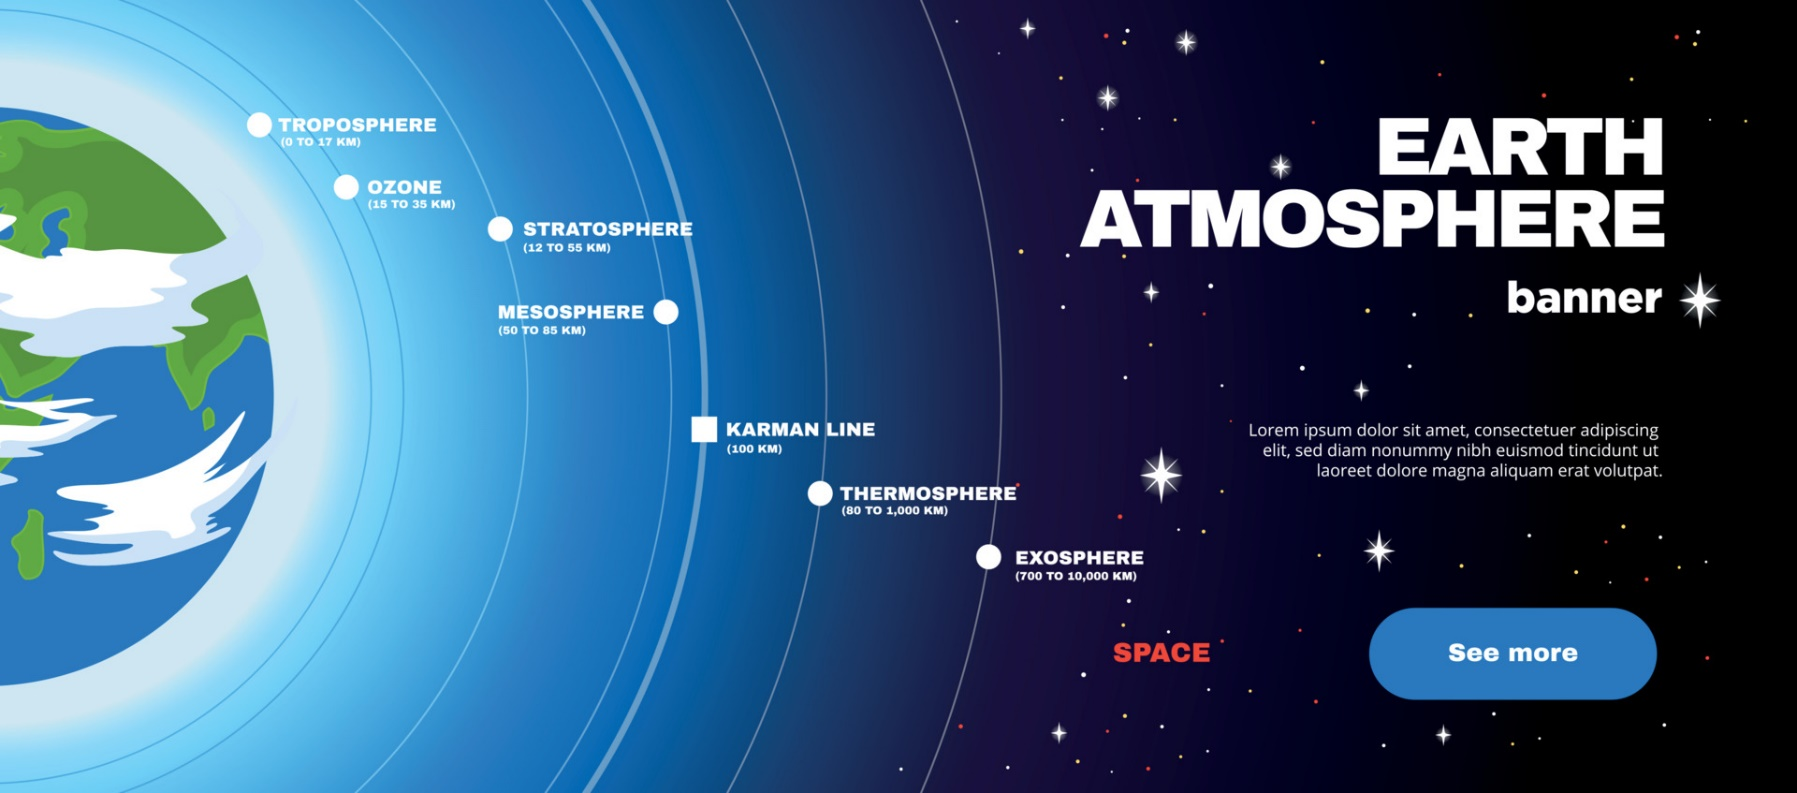 TROPOSPHERE
(0 TO 17 KM)
OZONE
(15 TO 35 KM)
STRATOSPHERE
(12 TO 55 KM)
MESOSPHERE
(50 TO 85 KM)
KARMAN LINE
(100 KM)
THERMOSPHERE
(80 TO 1,000 KM)
EXOSPHERE
(700 TO 10,000 KM)
SPACE
EARTH
ATMOSPHERE
banner
Lorem ipsum dolor sit amet, consectetuer adipiscing
elit, sed diam nonummy nibh euismod tincidunt ut
laoreet dolore magna aliquam erat volutpat.
See more